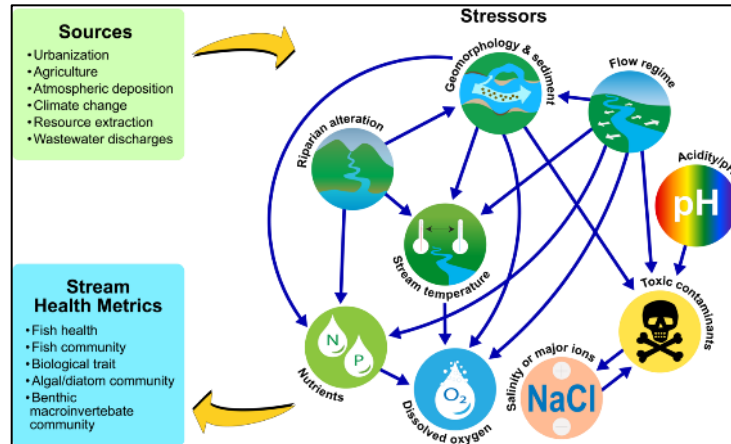 Sources
• Urbanization
• Agriculture
• Atmospheric deposition
• Climate change
• Resource extraction
• Wastewater discharges
Stressors
Geomorphology & sediment
Flow regime
Riparian alteration
Acidity/pH
pH
Stream temperature
Toxic contaminants
Stream
Health Metrics
• Fish health
• Fish community
• Biological trait
• Algal/diatom community
• Benthic
macroinvertebate
community
N
P
Nutrients
O₂
Dissolved oxygen
Salinity or major ions
NaCl